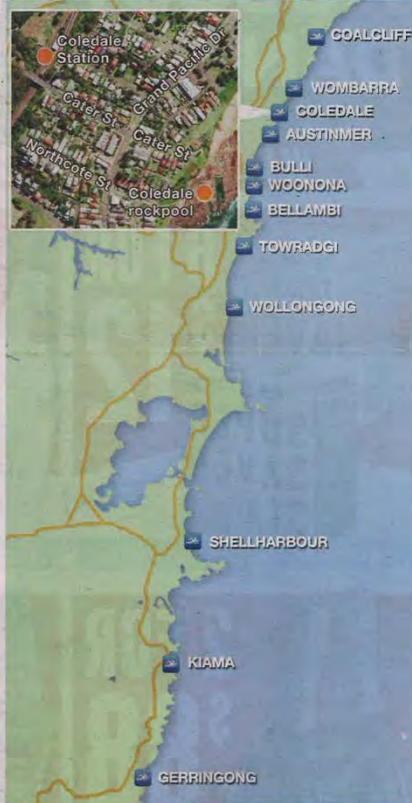 Coledale
Station
Grand Pacific Dr
Cater St
Cater St
Northcote St
Coledale
rockpool
COALCLIFF
WOMBARRA
COLEDALE
AUSTINMER
BULLI
WOONONA
BELLAMBI
TOWRADGI
WOLLONGONG
SHELLHARBOUR
KIAMA
GERRINGONG